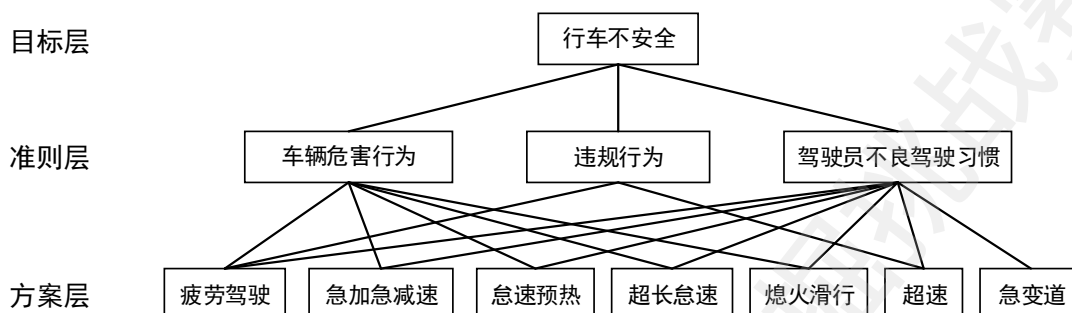 目标层
行车不安全
准则层
车辆危害行为
违规行为
驾驶员不良驾驶习惯
方案层
疲劳驾驶
急加急减速
怠速预热
超长怠速
熄火滑行
超速
急变道